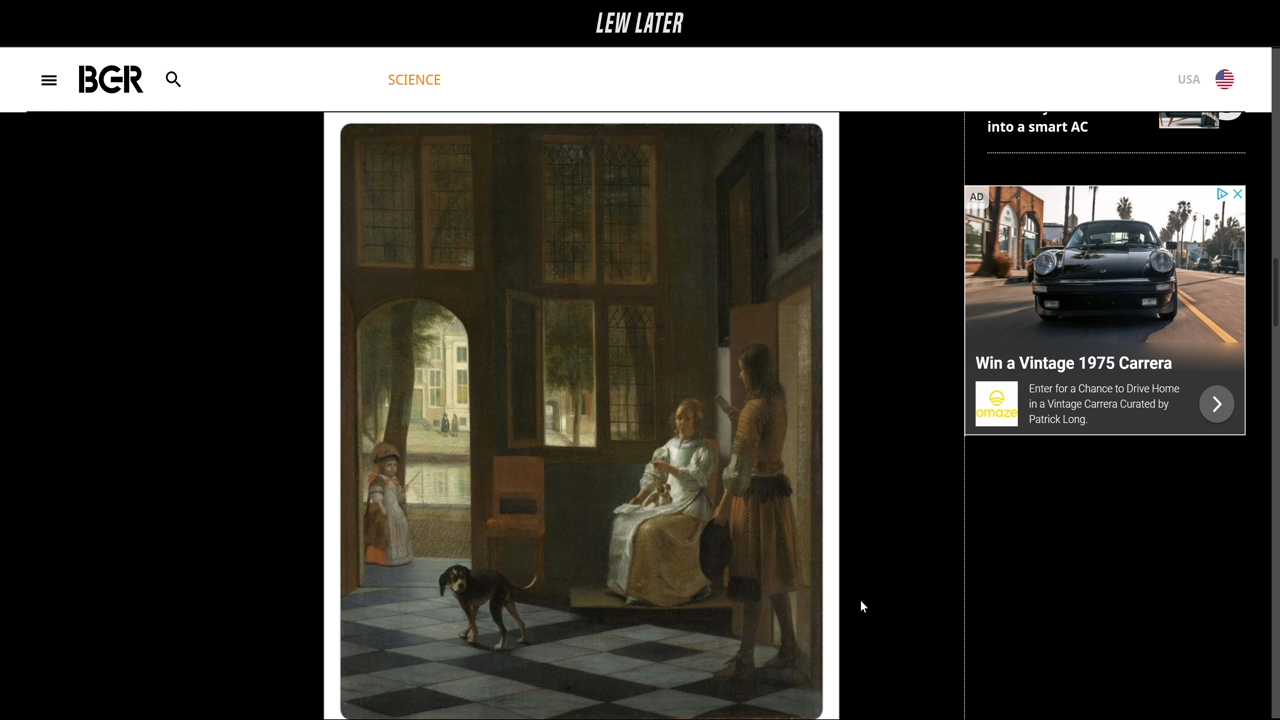 LEW LATER
BGR
SCIENCE
USA
into a smart AC
AD
Win a Vintage 1975 Carrera
omaze
Enter for a Chance to Drive Home
in a Vintage Carrera Curated by
Patrick Long.